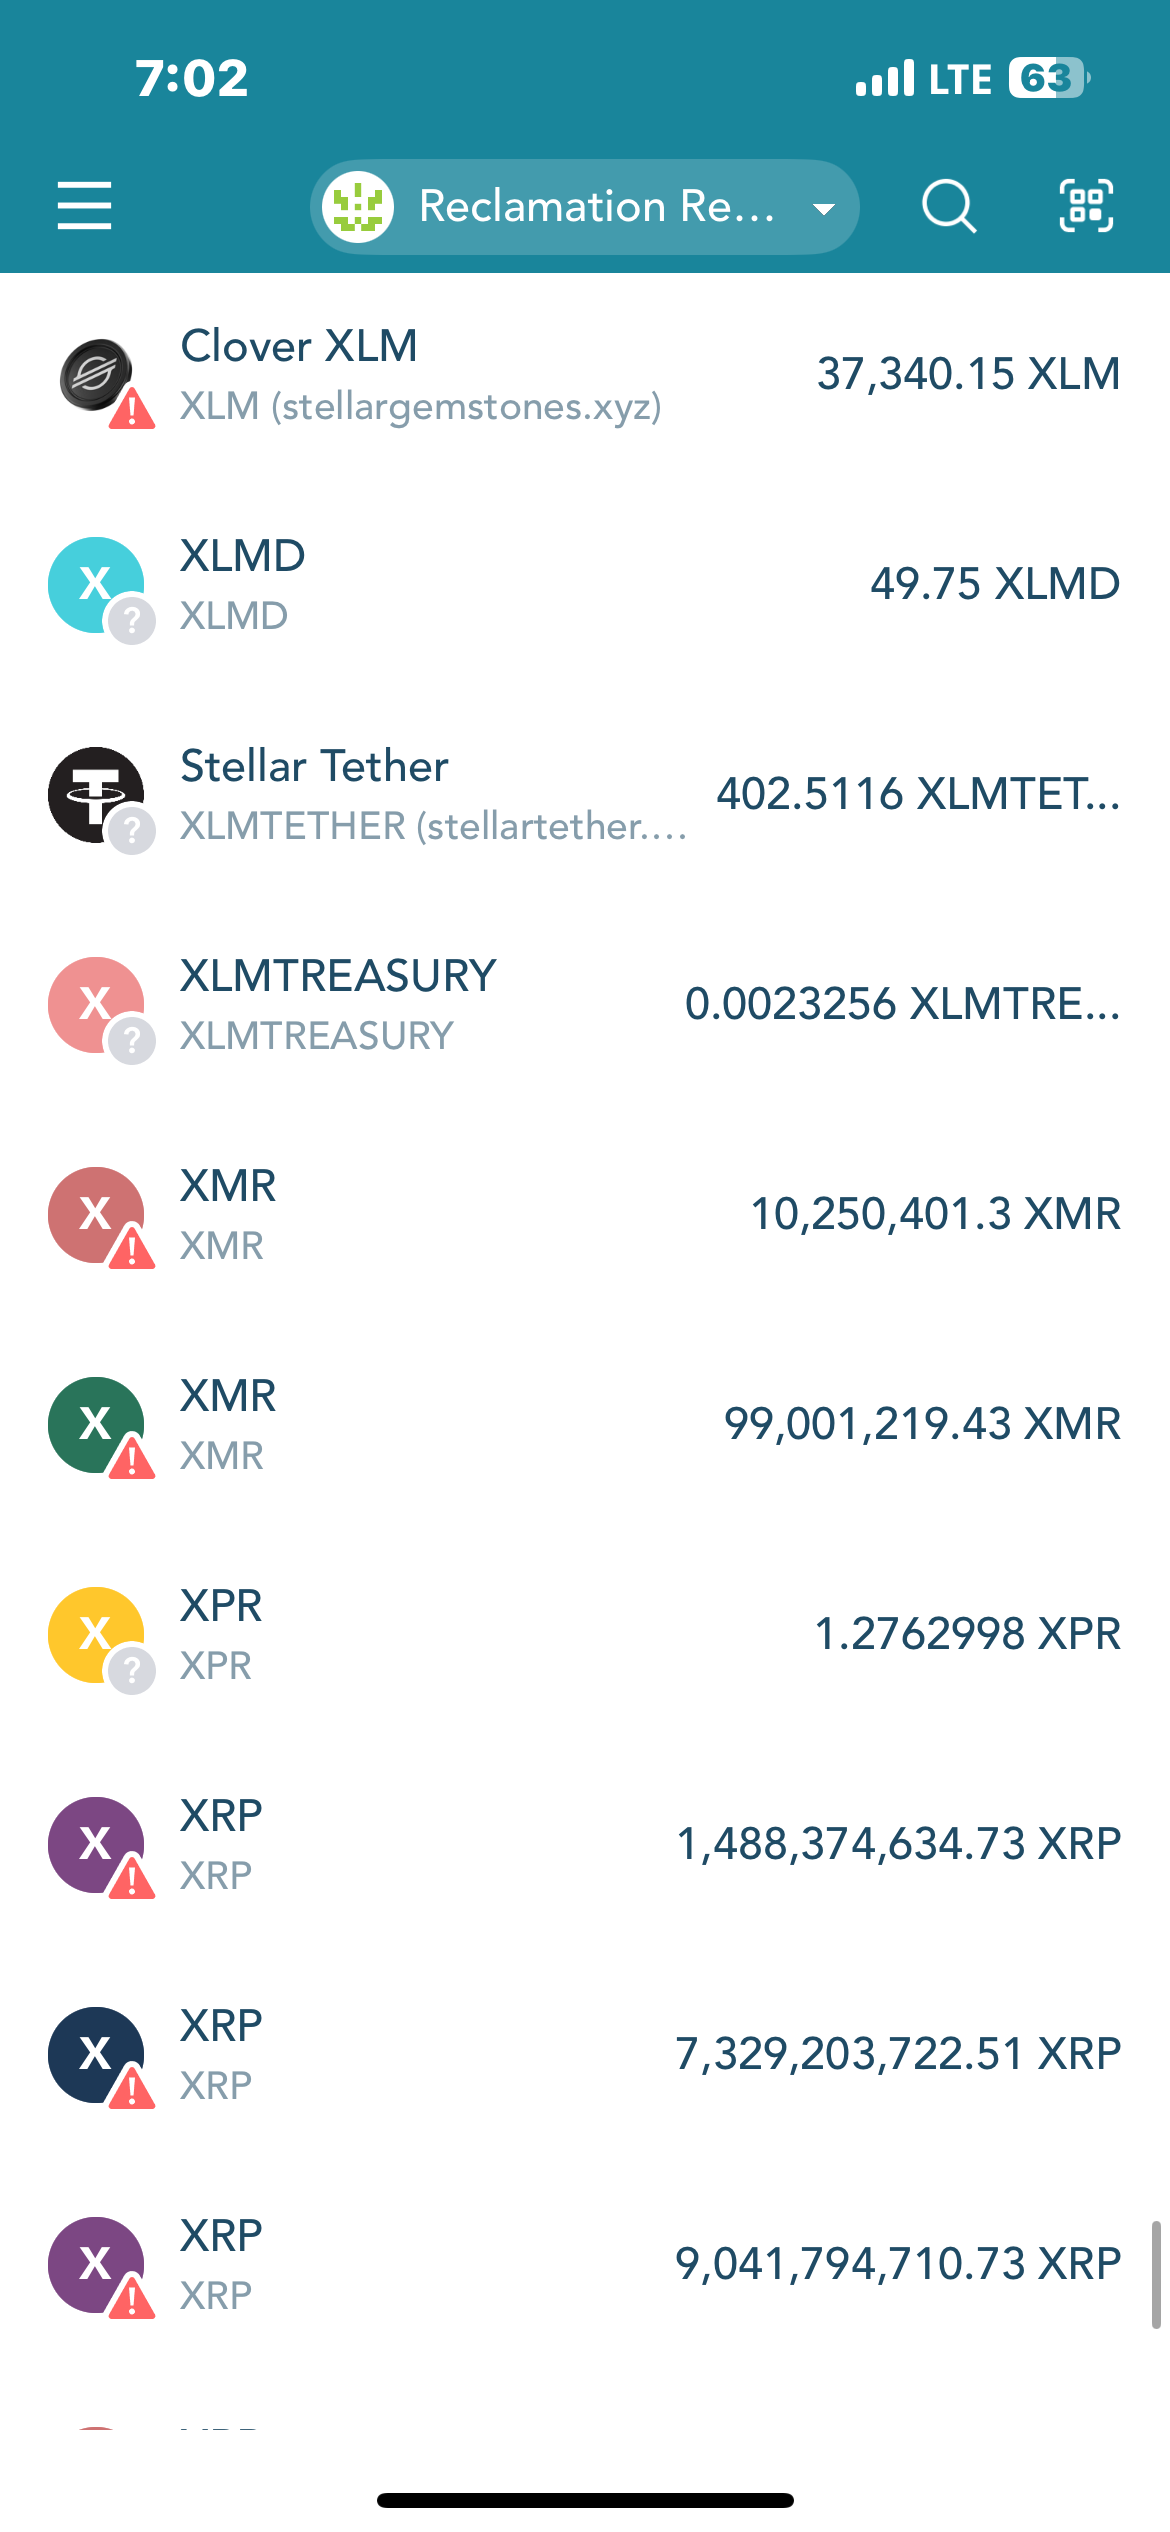 7:02
LTE 63
Reclamation Re...
Clover XLM
XLM (stellargemstones.xyz)
37,340.15 XLM
X
XLMD
XLMD
49.75 XLMD
?
Stellar Tether
XLMTETHER (stellartether....
402.5116 XLMTET...
?
X
XLMTREASURY
XLMTREASURY
0.0023256 XLMTRE...
?
X
XMR
XMR
10,250,401.3 XMR
X
XMR
XMR
99,001,219.43 XMR
X
XPR
XPR
1.2762998 XPR
?
X
XRP
XRP
1,488,374,634.73 XRP
X
XRP
XRP
7,329,203,722.51 XRP
X
XRP
XRP
9,041,794,710.73 XRP